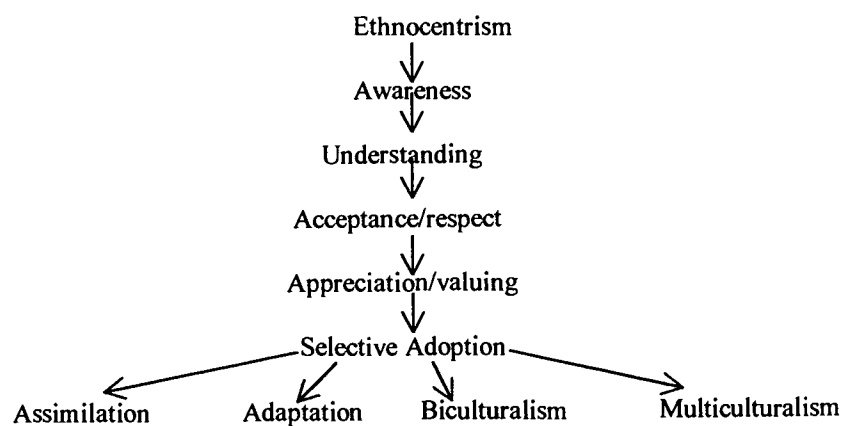 Ethnocentrism
Awareness
Understanding
Acceptance/respect
Appreciation/valuing
Selective Adoption
Assimilation Adaptation Biculturalism Multiculturalism